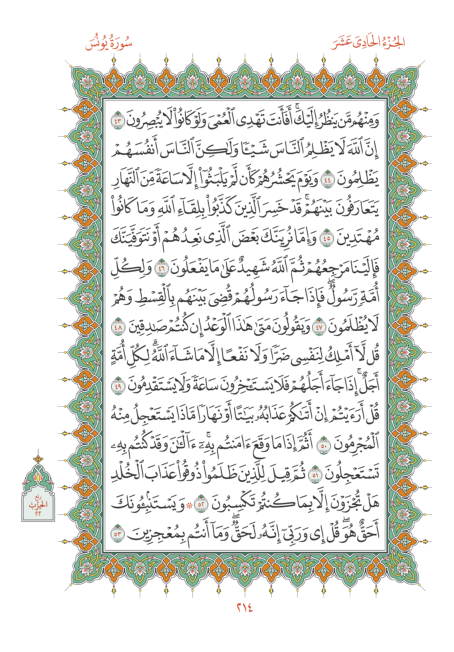 الجُزْءُ الحَادِىَ عَشَرَ
سُورَةُ يُونُسَ
وَمِنْهُم مَّن يَنظُرُ إِلَيْكَۚ أَفَأَنتَ تَهْدِى ٱلْعُمْىَ وَلَوْ كَانُوا۟ لَا يُبْصِرُونَ ٤٣
إِنَّ ٱللَّهَ لَا يَظْلِمُ ٱلنَّاسَ شَيْـًٔا وَلَٰكِنَّ ٱلنَّاسَ أَنفُسَهُمْ
يَظْلِمُونَ ٤٤ وَيَوْمَ يَحْشُرُهُمْ كَأَن لَّمْ يَلْبَثُوٓا۟ إِلَّا سَاعَةً مِّنَ ٱلنَّهَارِ
يَتَعَارَفُونَ بَيْنَهُمْۚ قَدْ خَسِرَ ٱلَّذِينَ كَذَّبُوا۟ بِلِقَآءِ ٱللَّهِ وَمَا كَانُوا۟
مُهْتَدِينَ ٤٥ وَإِمَّا نُرِيَنَّكَ بَعْضَ ٱلَّذِى نَعِدُهُمْ أَوْ نَتَوَفَّيَنَّكَ
فَإِلَيْنَا مَرْجِعُهُمْ ثُمَّ ٱللَّهُ شَهِيدٌ عَلَىٰ مَا يَفْعَلُونَ ٤٦ وَلِكُلِّ
أُمَّةٍ رَّسُولٌۖ فَإِذَا جَآءَ رَسُولُهُمْ قُضِىَ بَيْنَهُم بِٱلْقِسْطِ وَهُمْ
لَا يُظْلَمُونَ ٤٧ وَيَقُولُونَ مَتَىٰ هَٰذَا ٱلْوَعْدُ إِن كُنتُمْ صَٰدِقِينَ ٤٨
قُل لَّآ أَمْلِكُ لِنَفْسِى ضَرًّا وَلَا نَفْعًا إِلَّا مَا شَآءَ ٱللَّهُۗ لِكُلِّ أُمَّةٍ
أَجَلٌۚ إِذَا جَآءَ أَجَلُهُمْ فَلَا يَسْتَـْٔخِرُونَ سَاعَةً وَلَا يَسْتَقْدِمُونَ ٤٩
قُلْ أَرَءَيْتُمْ إِنْ أَتَىٰكُمْ عَذَابُهُۥ بَيَٰتًا أَوْ نَهَارًا مَّاذَا يَسْتَعْجِلُ مِنْهُ
ٱلْمُجْرِمُونَ ٥٠ أَثُمَّ إِذَا مَا وَقَعَ ءَامَنتُم بِهِۦٓۚ ءَآلْـَٰٔنَ وَقَدْ كُنتُم بِهِۦ
تَسْتَعْجِلُونَ ٥١ ثُمَّ قِيلَ لِلَّذِينَ ظَلَمُوا۟ ذُوقُوا۟ عَذَابَ ٱلْخُلْدِ
هَلْ تُجْزَوْنَ إِلَّا بِمَا كُنتُمْ تَكْسِبُونَ ٥٢ ۞ وَيَسْتَنۢبِـُٔونَكَ
أَحَقٌّ هُوَۖ قُلْ إِى وَرَبِّىٓ إِنَّهُۥ لَحَقٌّۖ وَمَآ أَنتُم بِمُعْجِزِينَ ٥٣
ربع
الحزب
٢٢
٢١٤